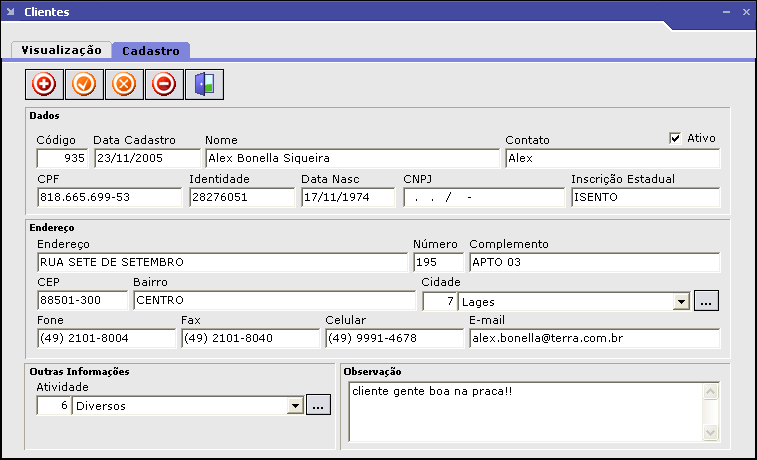 Clientes
Visualização Cadastro
Dados
Código Data Cadastro Nome Contato Ativo
935 23/11/2005 Alex Bonella Siqueira Alex
CPF Identidade Data Nasc CNPJ Inscrição Estadual
818.665.699-53 28276051 17/11/1974 . . / - ISENTO
Endereço
Endereço Número Complemento
RUA SETE DE SETEMBRO 195 APTO 03
CEP Bairro Cidade
88501-300 CENTRO 7 Lages ...
Fone Fax Celular E-mail
(49) 2101-8004 (49) 2101-8040 (49) 9991-4678 alex.bonella@terra.com.br
Outras Informações Observação
Atividade
6 Diversos ...
cliente gente boa na praca!!